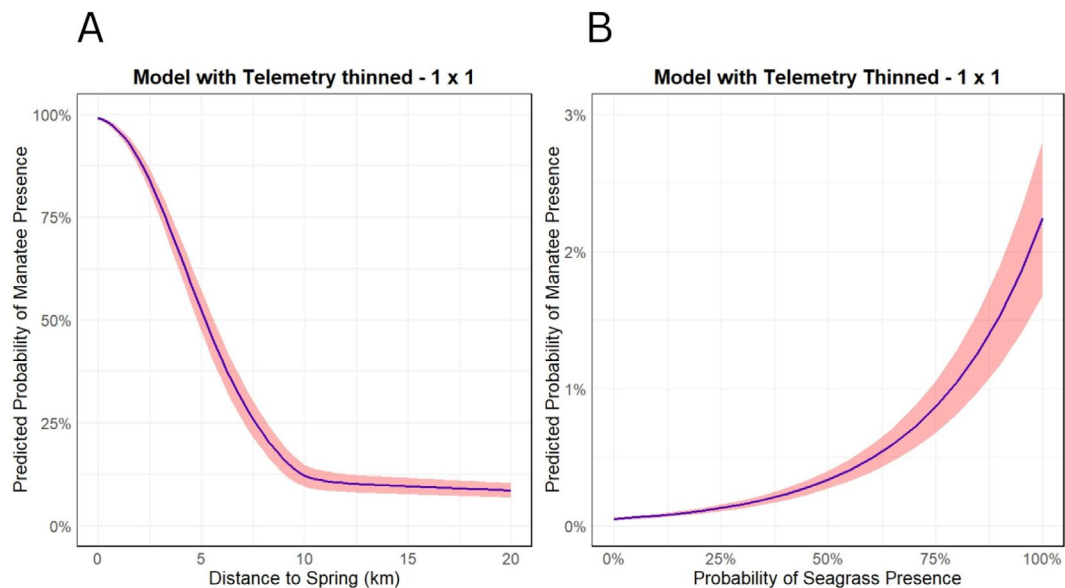 A
Model with Telemetry thinned - 1 x 1
Predicted Probability of Manatee Presence
100%
75%
50%
25%
0%
0
5
10
15
20
Distance to Spring (km)
B
Model with Telemetry Thinned - 1 x 1
Predicted Probability of Manatee Presence
3%
2%
1%
0%
0%
25%
50%
75%
100%
Probability of Seagrass Presence